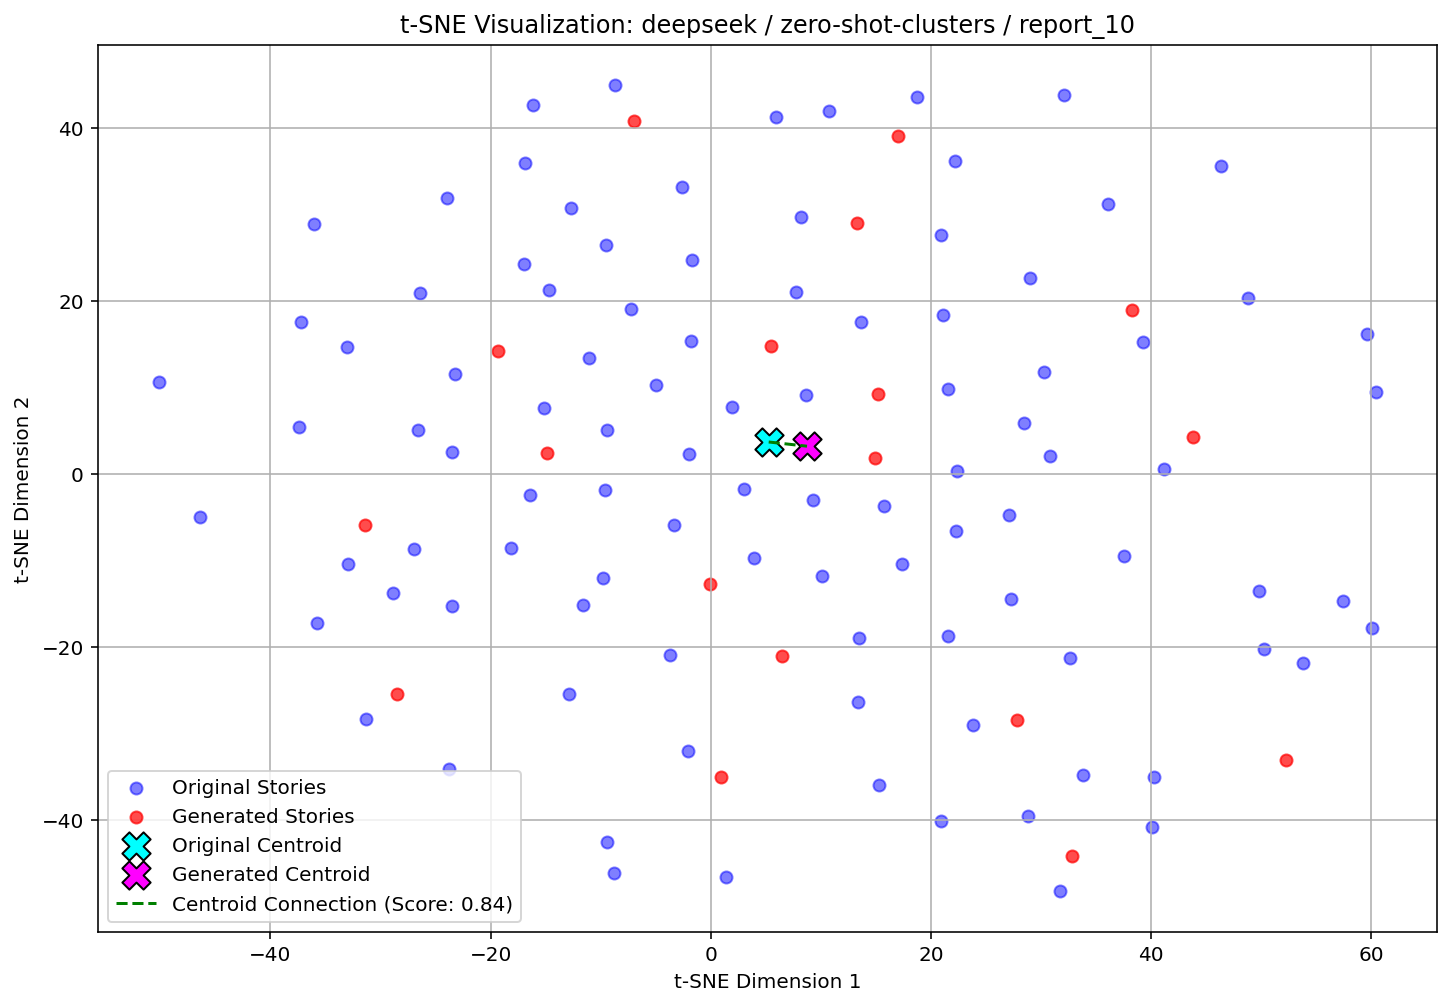 t-SNE Visualization: deepseek / zero-shot-clusters / report_10
t-SNE Dimension 2
40
20
0
−20
−40
Original Stories
Generated Stories
Original Centroid
Generated Centroid
Centroid Connection (Score: 0.84)
−40
−20
0
20
40
60
t-SNE Dimension 1